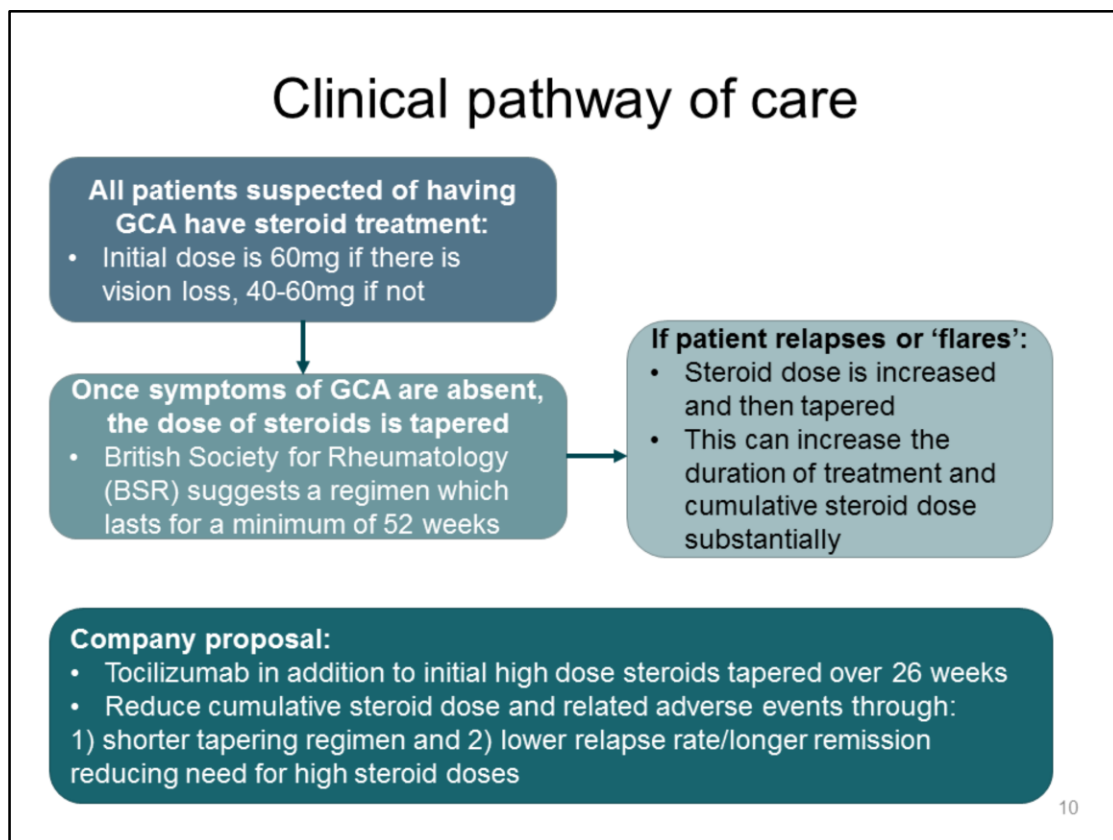 Clinical pathway of care
All patients suspected of having
GCA have steroid treatment:
• Initial dose is 60mg if there is
vision loss, 40-60mg if not
Once symptoms of GCA are absent,
the dose of steroids is tapered
• British Society for Rheumatology
(BSR) suggests a regimen which
lasts for a minimum of 52 weeks
If patient relapses or ‘flares’:
• Steroid dose is increased
and then tapered
• This can increase the
duration of treatment and
cumulative steroid dose
substantially
Company proposal:
• Tocilizumab in addition to initial high dose steroids tapered over 26 weeks
• Reduce cumulative steroid dose and related adverse events through:
1) shorter tapering regimen and 2) lower relapse rate/longer remission
reducing need for high steroid doses
10